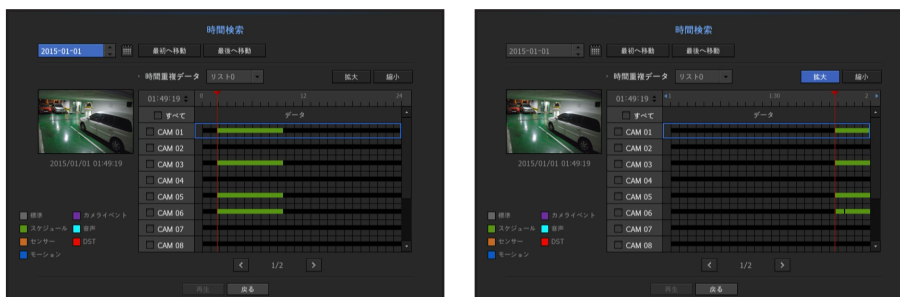 時間検索
2015-01-01 最初へ移動 最後へ移動
時間重複データ リスト0 拡大 縮小
01:49:19 0 12 24
すべて データ
CAM 01
CAM 02
2015/01/01 01:49:19 CAM 03
CAM 04
CAM 05
標準 カメライベント CAM 06
スケジュール 音声 CAM 07
センサー DST CAM 08
モーション
< 1/2 >
再生 戻る
時間検索
2015-01-01 最初へ移動 最後へ移動
時間重複データ リスト0 拡大 縮小
01:49:19 1 1:30 2
すべて データ
CAM 01
CAM 02
2015/01/01 01:49:19 CAM 03
CAM 04
CAM 05
標準 カメライベント CAM 06
スケジュール 音声 CAM 07
センサー DST CAM 08
モーション
< 1/2 >
再生 戻る